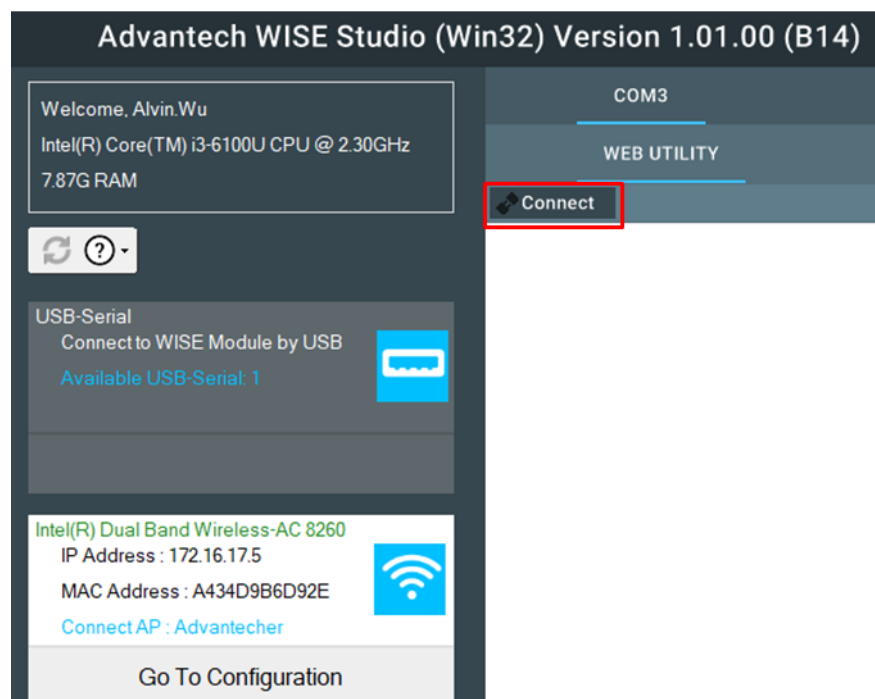 Advantech WISE Studio (Win32) Version 1.01.00 (B14)
Welcome, Alvin.Wu
Intel(R) Core(TM) i3-6100U CPU @ 2.30GHz
7.87G RAM
?
USB-Serial
Connect to WISE Module by USB
Available USB-Serial: 1
Intel(R) Dual Band Wireless-AC 8260
IP Address : 172.16.17.5
MAC Address : A434D9B6D92E
Connect AP : Advantecher
Go To Configuration
COM3
WEB UTILITY
Connect